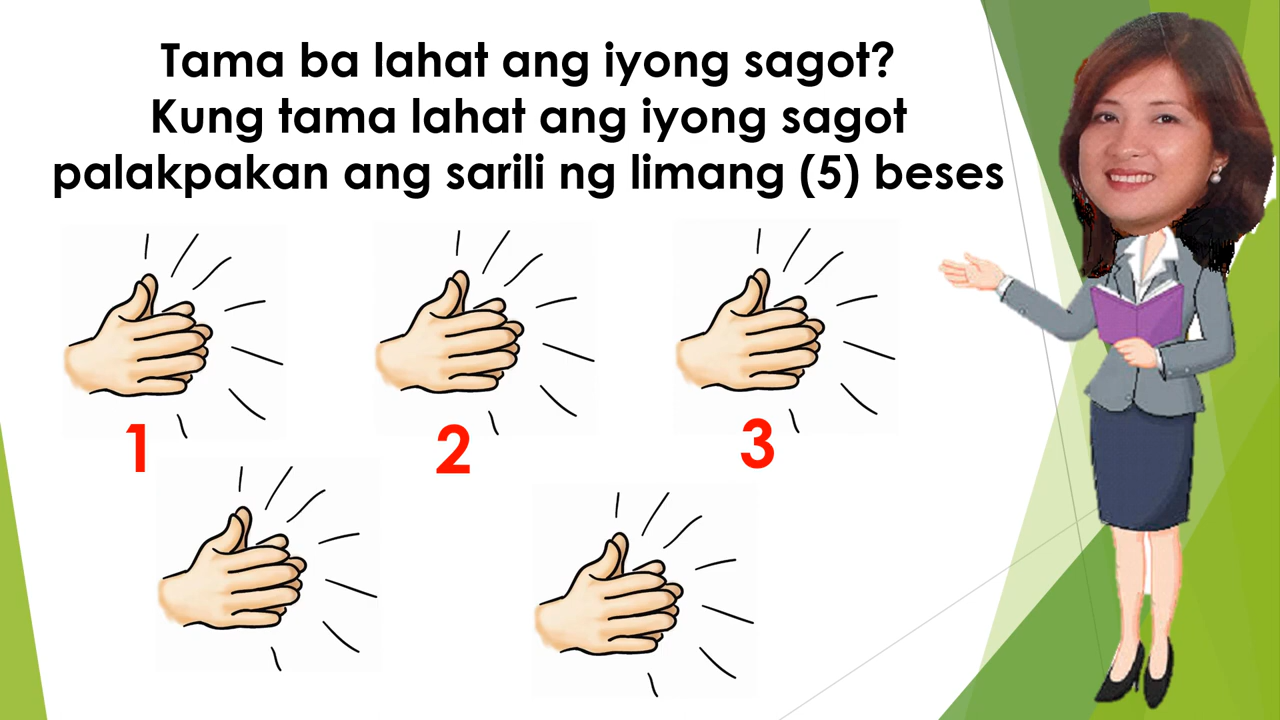 Tama ba lahat ang iyong sagot?
Kung tama lahat ang iyong sagot
palakpakan ang sarili ng limang (5) beses
1 2 3